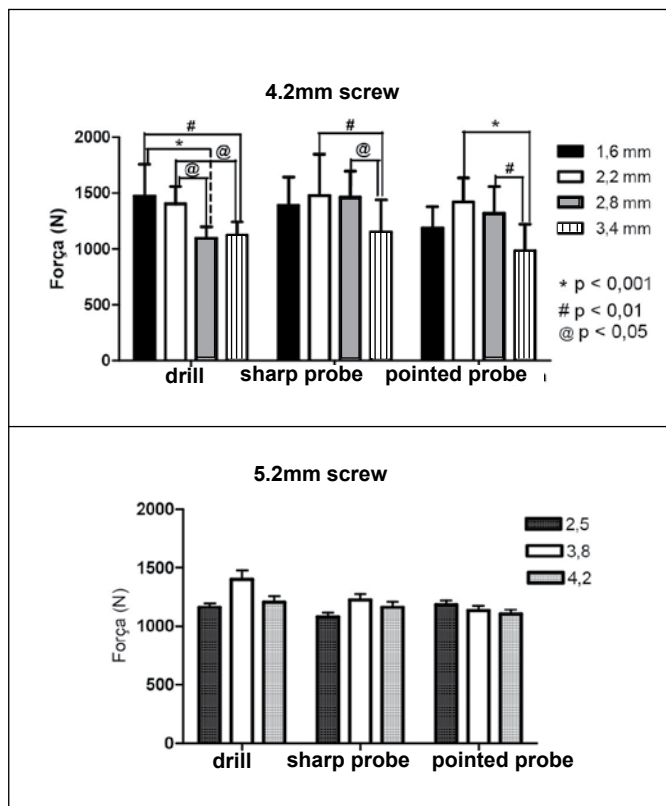 4.2mm screw
2000
1500
1000
500
0
Força (N)
#
*
@
@
#
@
*
#
1,6 mm
2,2 mm
2,8 mm
3,4 mm
* p < 0,001
# p < 0,01
@ p < 0,05
drill
sharp probe
pointed probe
5.2mm screw
2000
1500
1000
500
0
Força (N)
2,5
3,8
4,2
drill
sharp probe
pointed probe